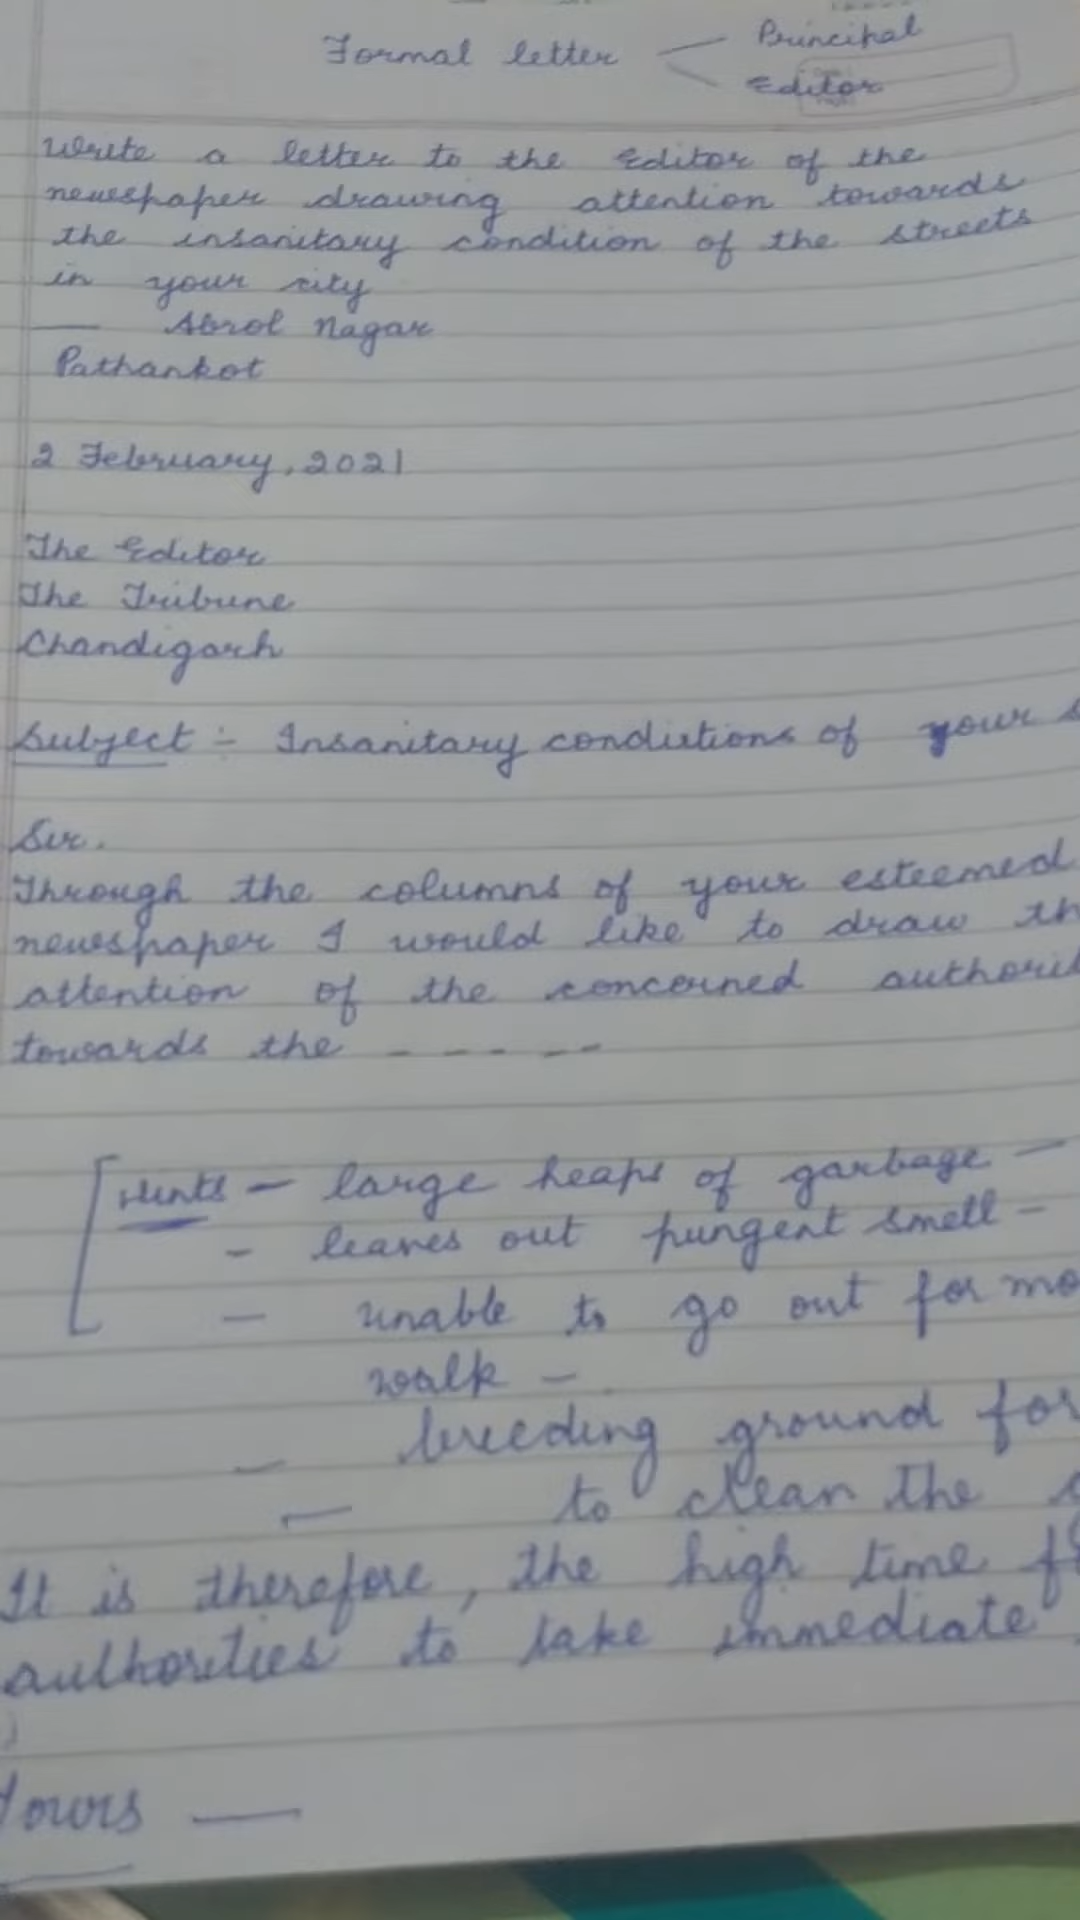 Formal letter
Principal
Editor
Write a letter to the Editor of the
newspaper drawing attention towards
the insanitary condition of the streets
in your city
— Abrol Nagar
Pathankot
2 February, 2021
The Editor
The Tribune
Chandigarh
Subject :- Insanitary conditions of your
Sir,
Through the columns of your esteemed
newspaper I would like to draw th
attention of the concerned authorit
towards the - - - - -
Hints - large heaps of garbage -
- leaves out pungent smell -
- unable to go out for mo
walk -
- breeding ground for
- to clean the
It is therefore, the high time f
authorities to take immediate
Yours —